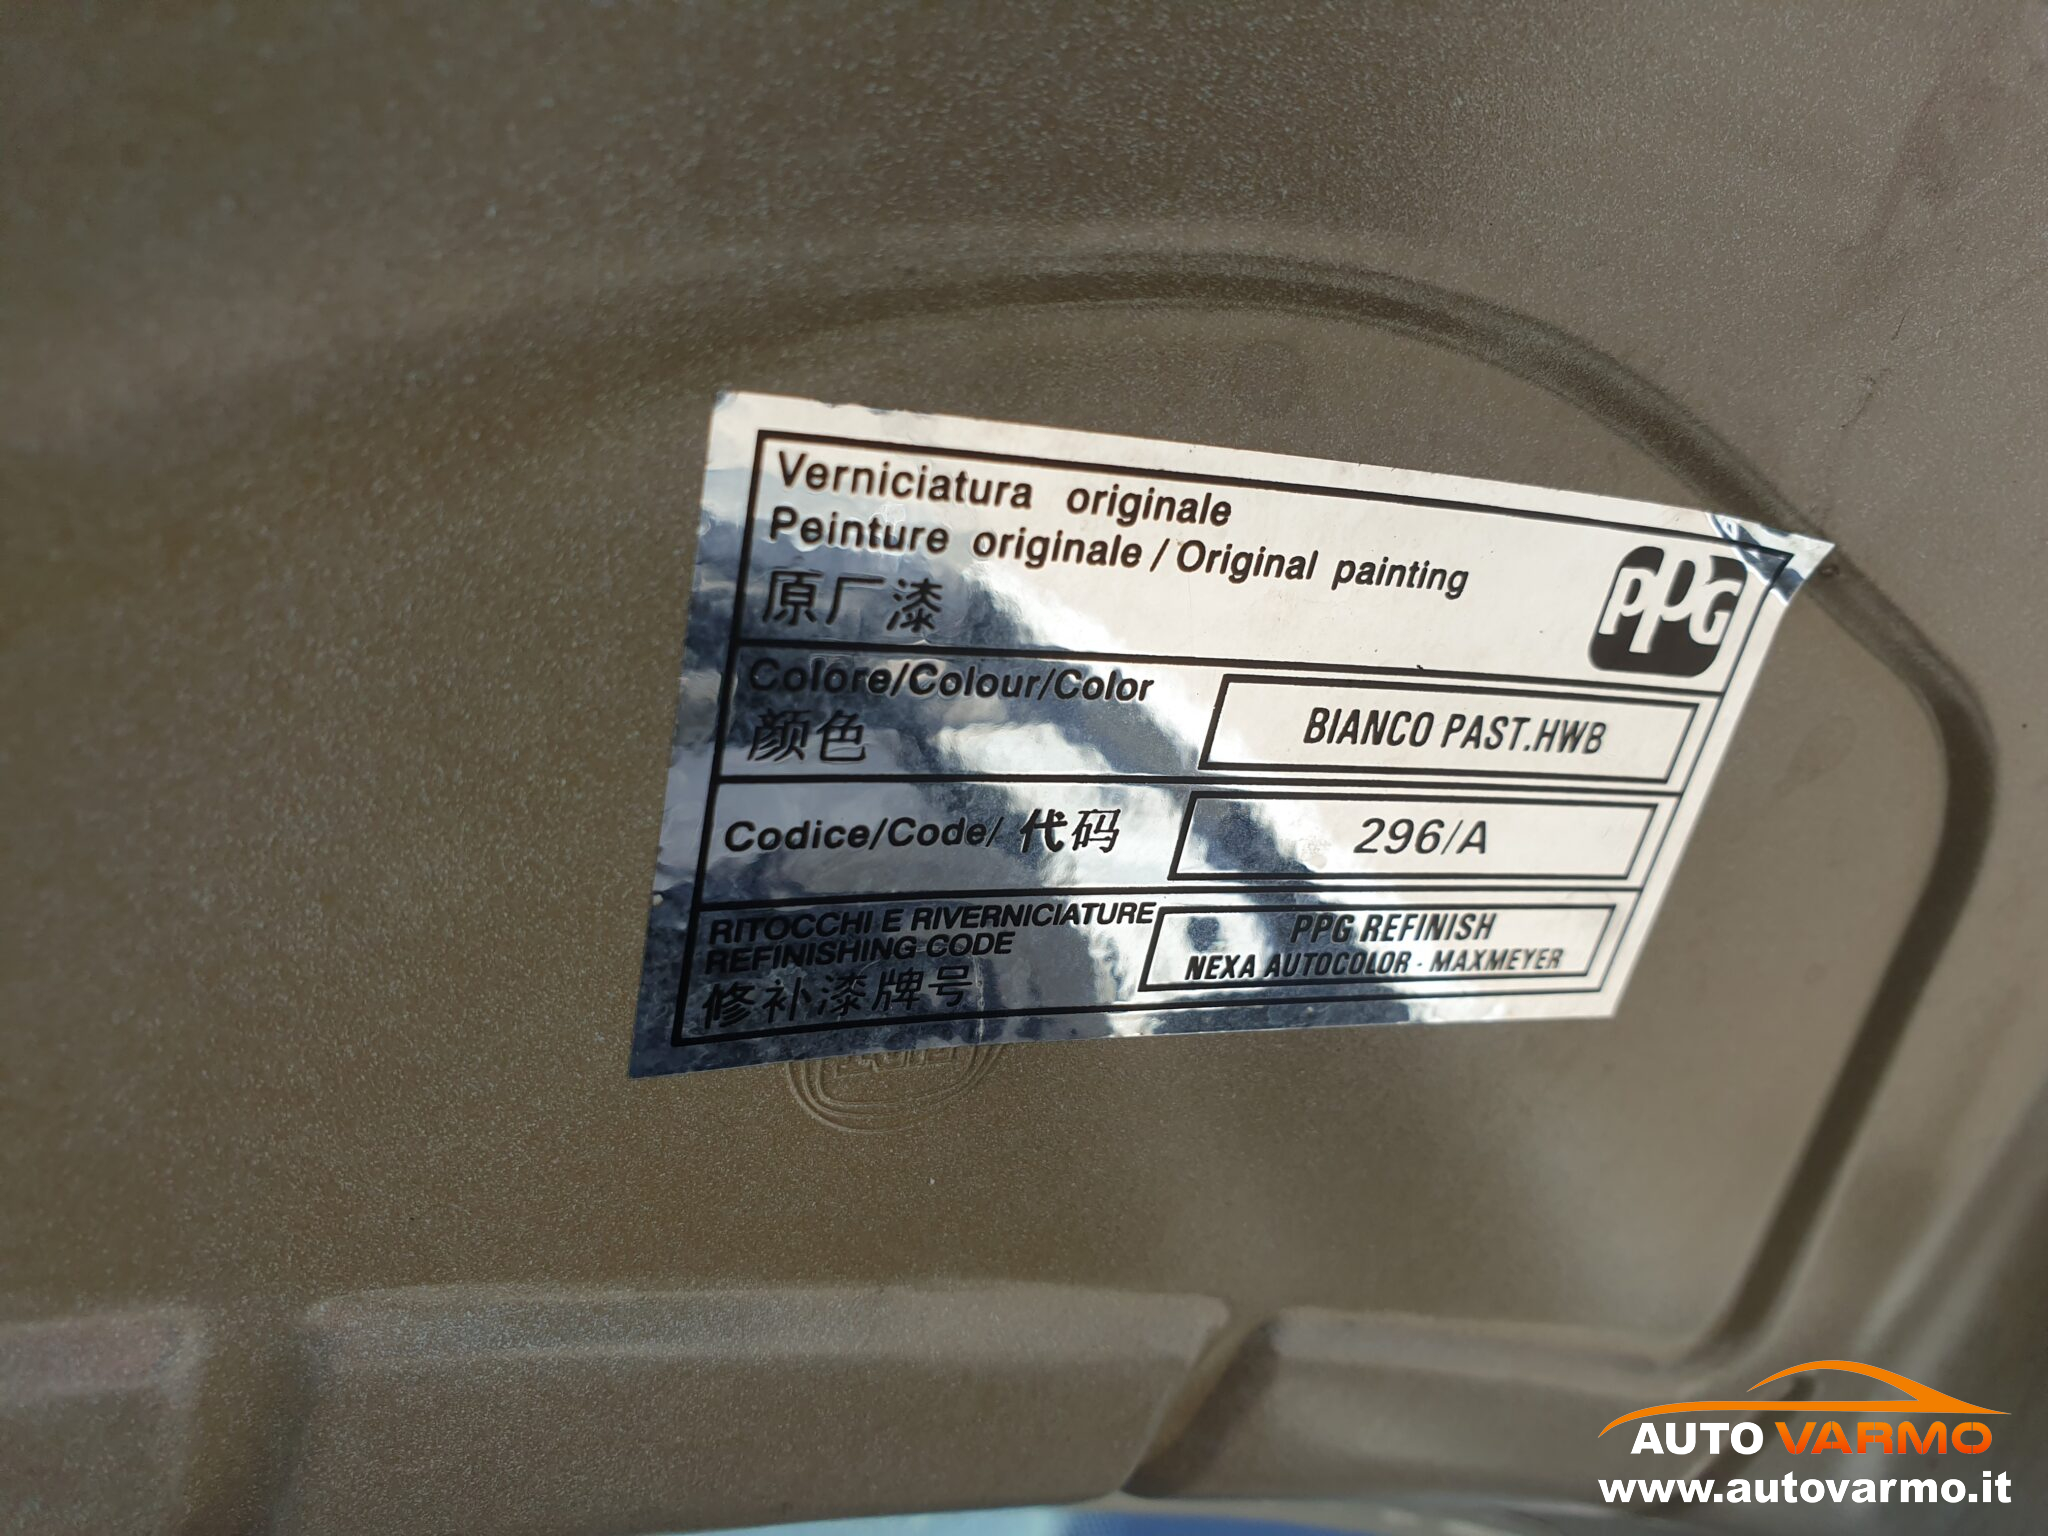 Verniciatura originale
Peinture originale / Original painting
原厂漆
PPG
Colore/Colour/Color
颜色
BIANCO PAST.HWB
Codice/Code/ 代码
296/A
RITOCCHI E RIVERNICIATURE
REFINISHING CODE
修补漆牌号
PPG REFINISH
NEXA AUTOCOLOR - MAXMEYER
AUTO VARMO
www.autovarmo.it